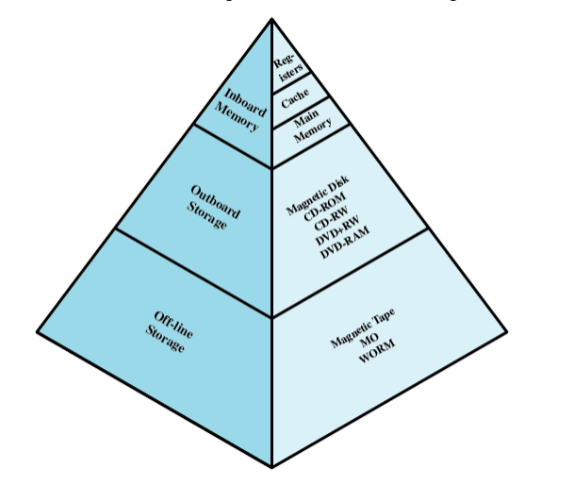 Reg-
isters
Cache
Main
Memory
Inboard
Memory
Magnetic Disk
CD-ROM
CD-RW
DVD+RW
DVD-RAM
Outboard
Storage
Magnetic Tape
MO
WORM
Off-line
Storage